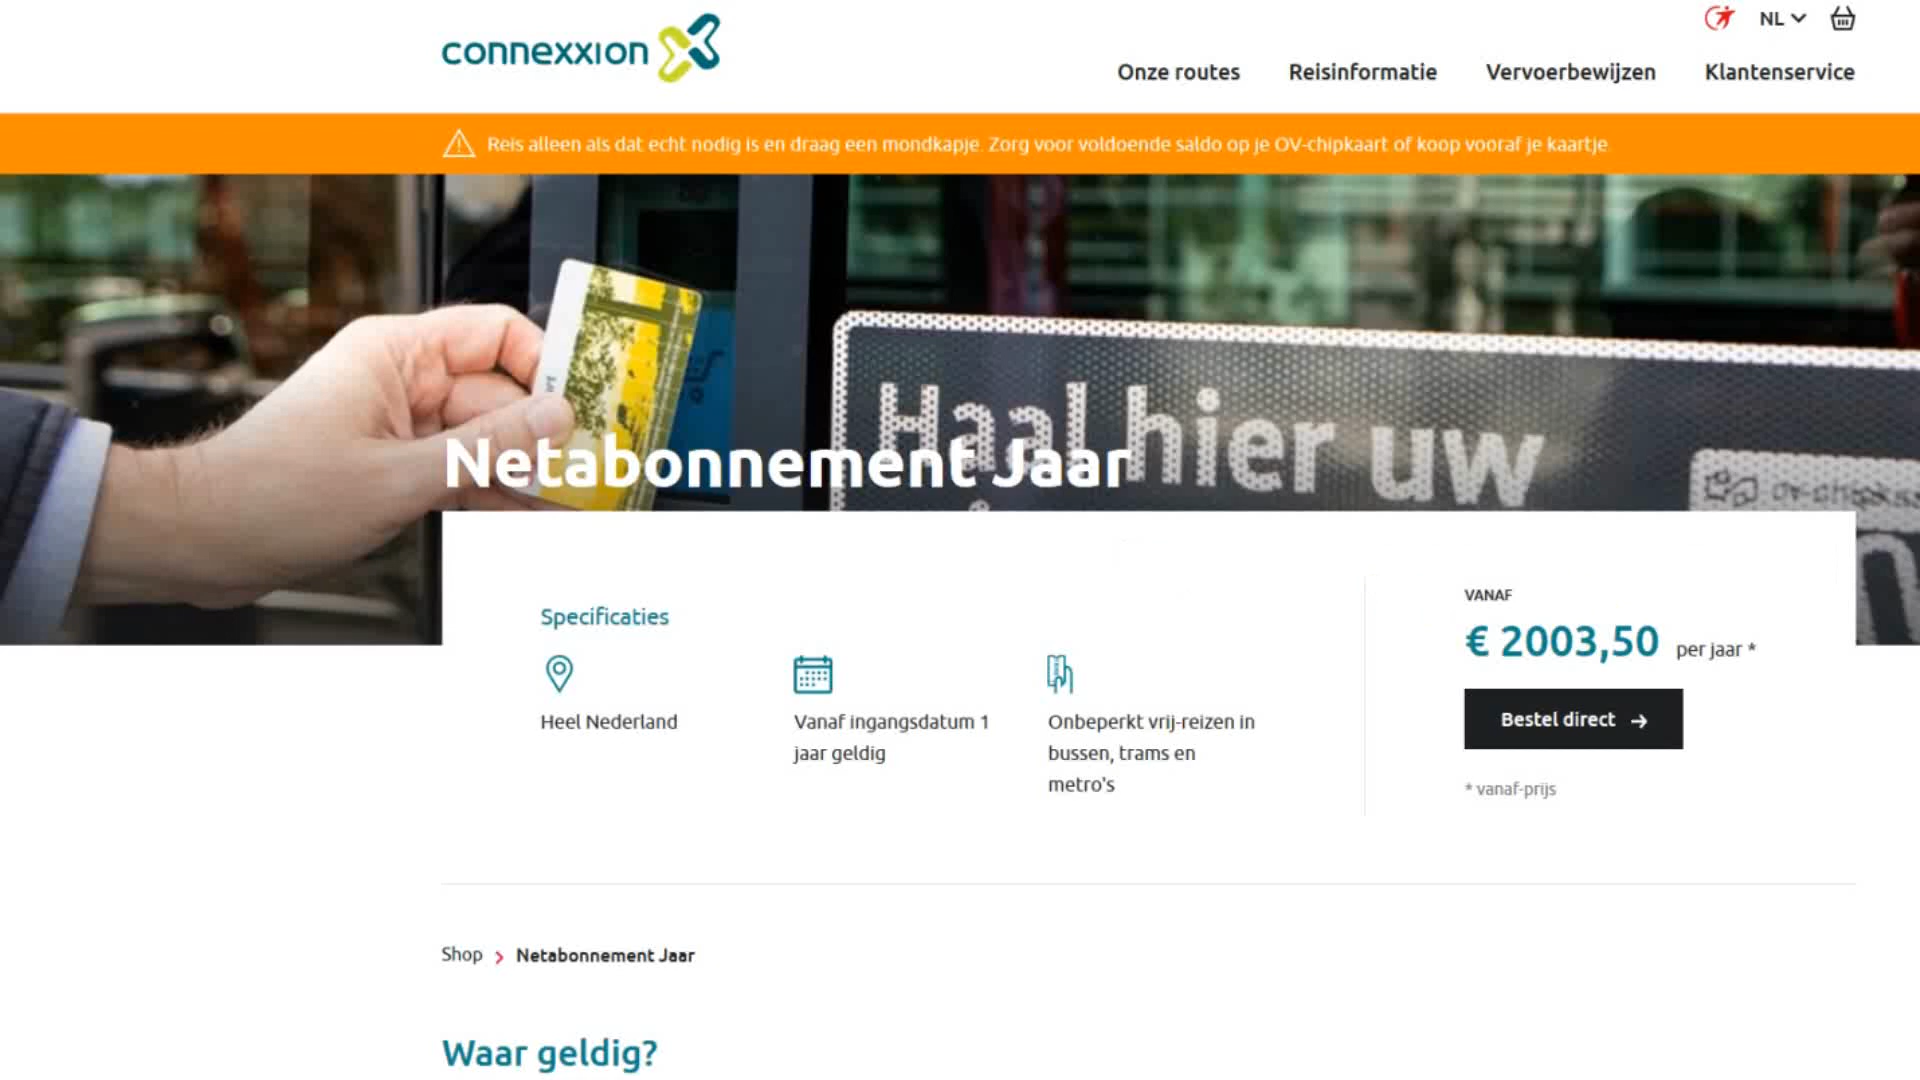 connexxion
NL
Onze routes Reisinformatie Vervoerbewijzen Klantenservice
Reis alleen als dat echt nodig is en draag een mondkapje. Zorg voor voldoende saldo op je OV-chipkaart of koop vooraf je kaartje.
Haal hier uw
Netabonnement Jaar
VANAF
Specificaties
€ 2003,50 per jaar *
Heel Nederland
Vanaf ingangsdatum 1
jaar geldig
Onbeperkt vrij-reizen in
bussen, trams en
metro's
Bestel direct →
* vanaf-prijs
Shop > Netabonnement Jaar
Waar geldig?